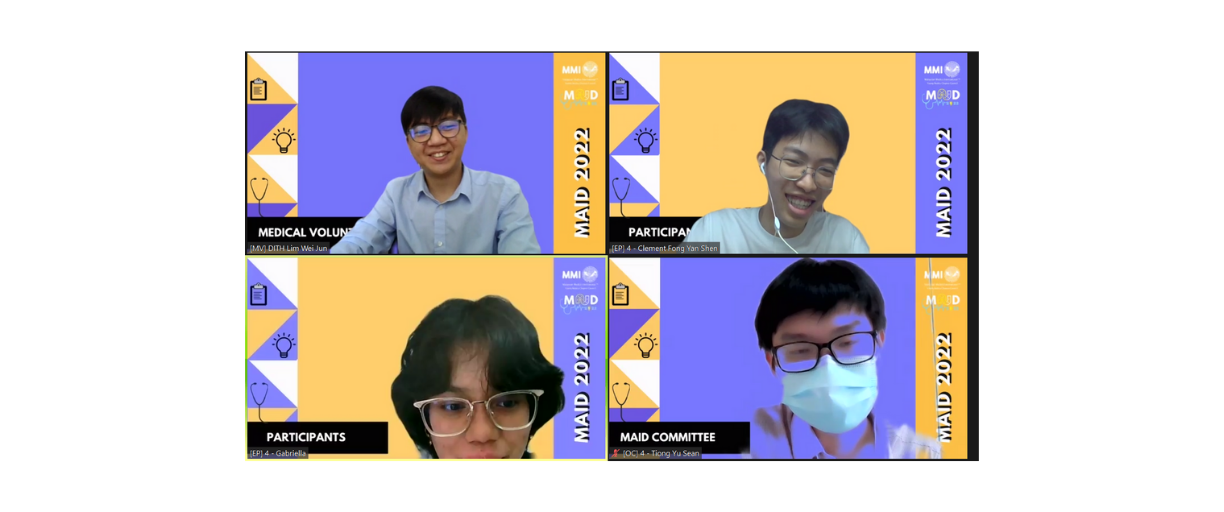 MMI
MAID
MAID 2022
MEDICAL VOLUNT
[MV] DITH Lim Wei Jun
MMI
MAID
MAID 2022
PARTICIPAN
[EP] 4 - Clement Fong Yan Shen
MMI
MAID
MAID 2022
PARTICIPANTS
[EP] 4 - Gabriella
MMI
MAID
MAID 2022
MAID COMMITTEE
[OC] 4 - Tiong Yu Sean